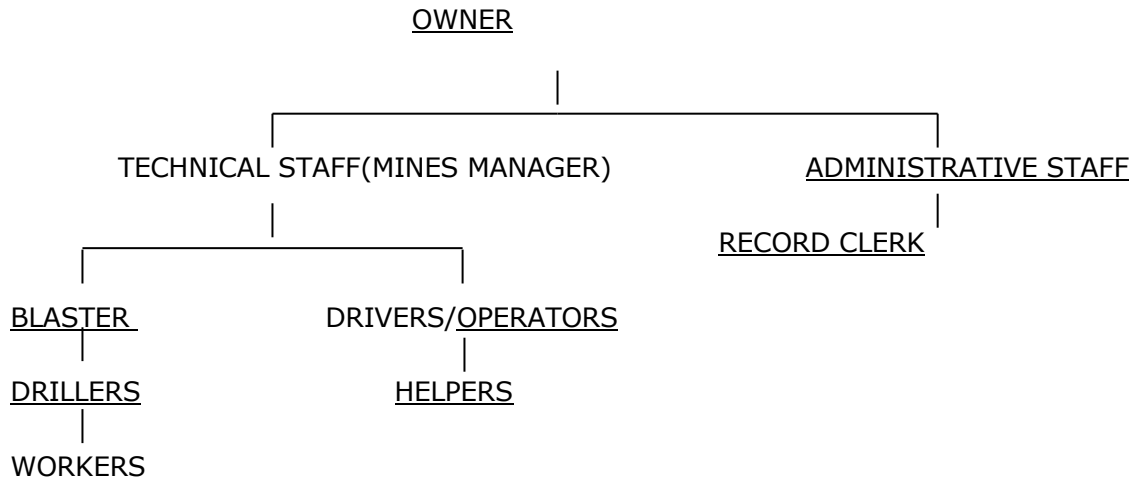 OWNER
TECHNICAL STAFF(MINES MANAGER)
ADMINISTRATIVE STAFF
RECORD CLERK
BLASTER
DRIVERS/OPERATORS
DRILLERS
HELPERS
WORKERS